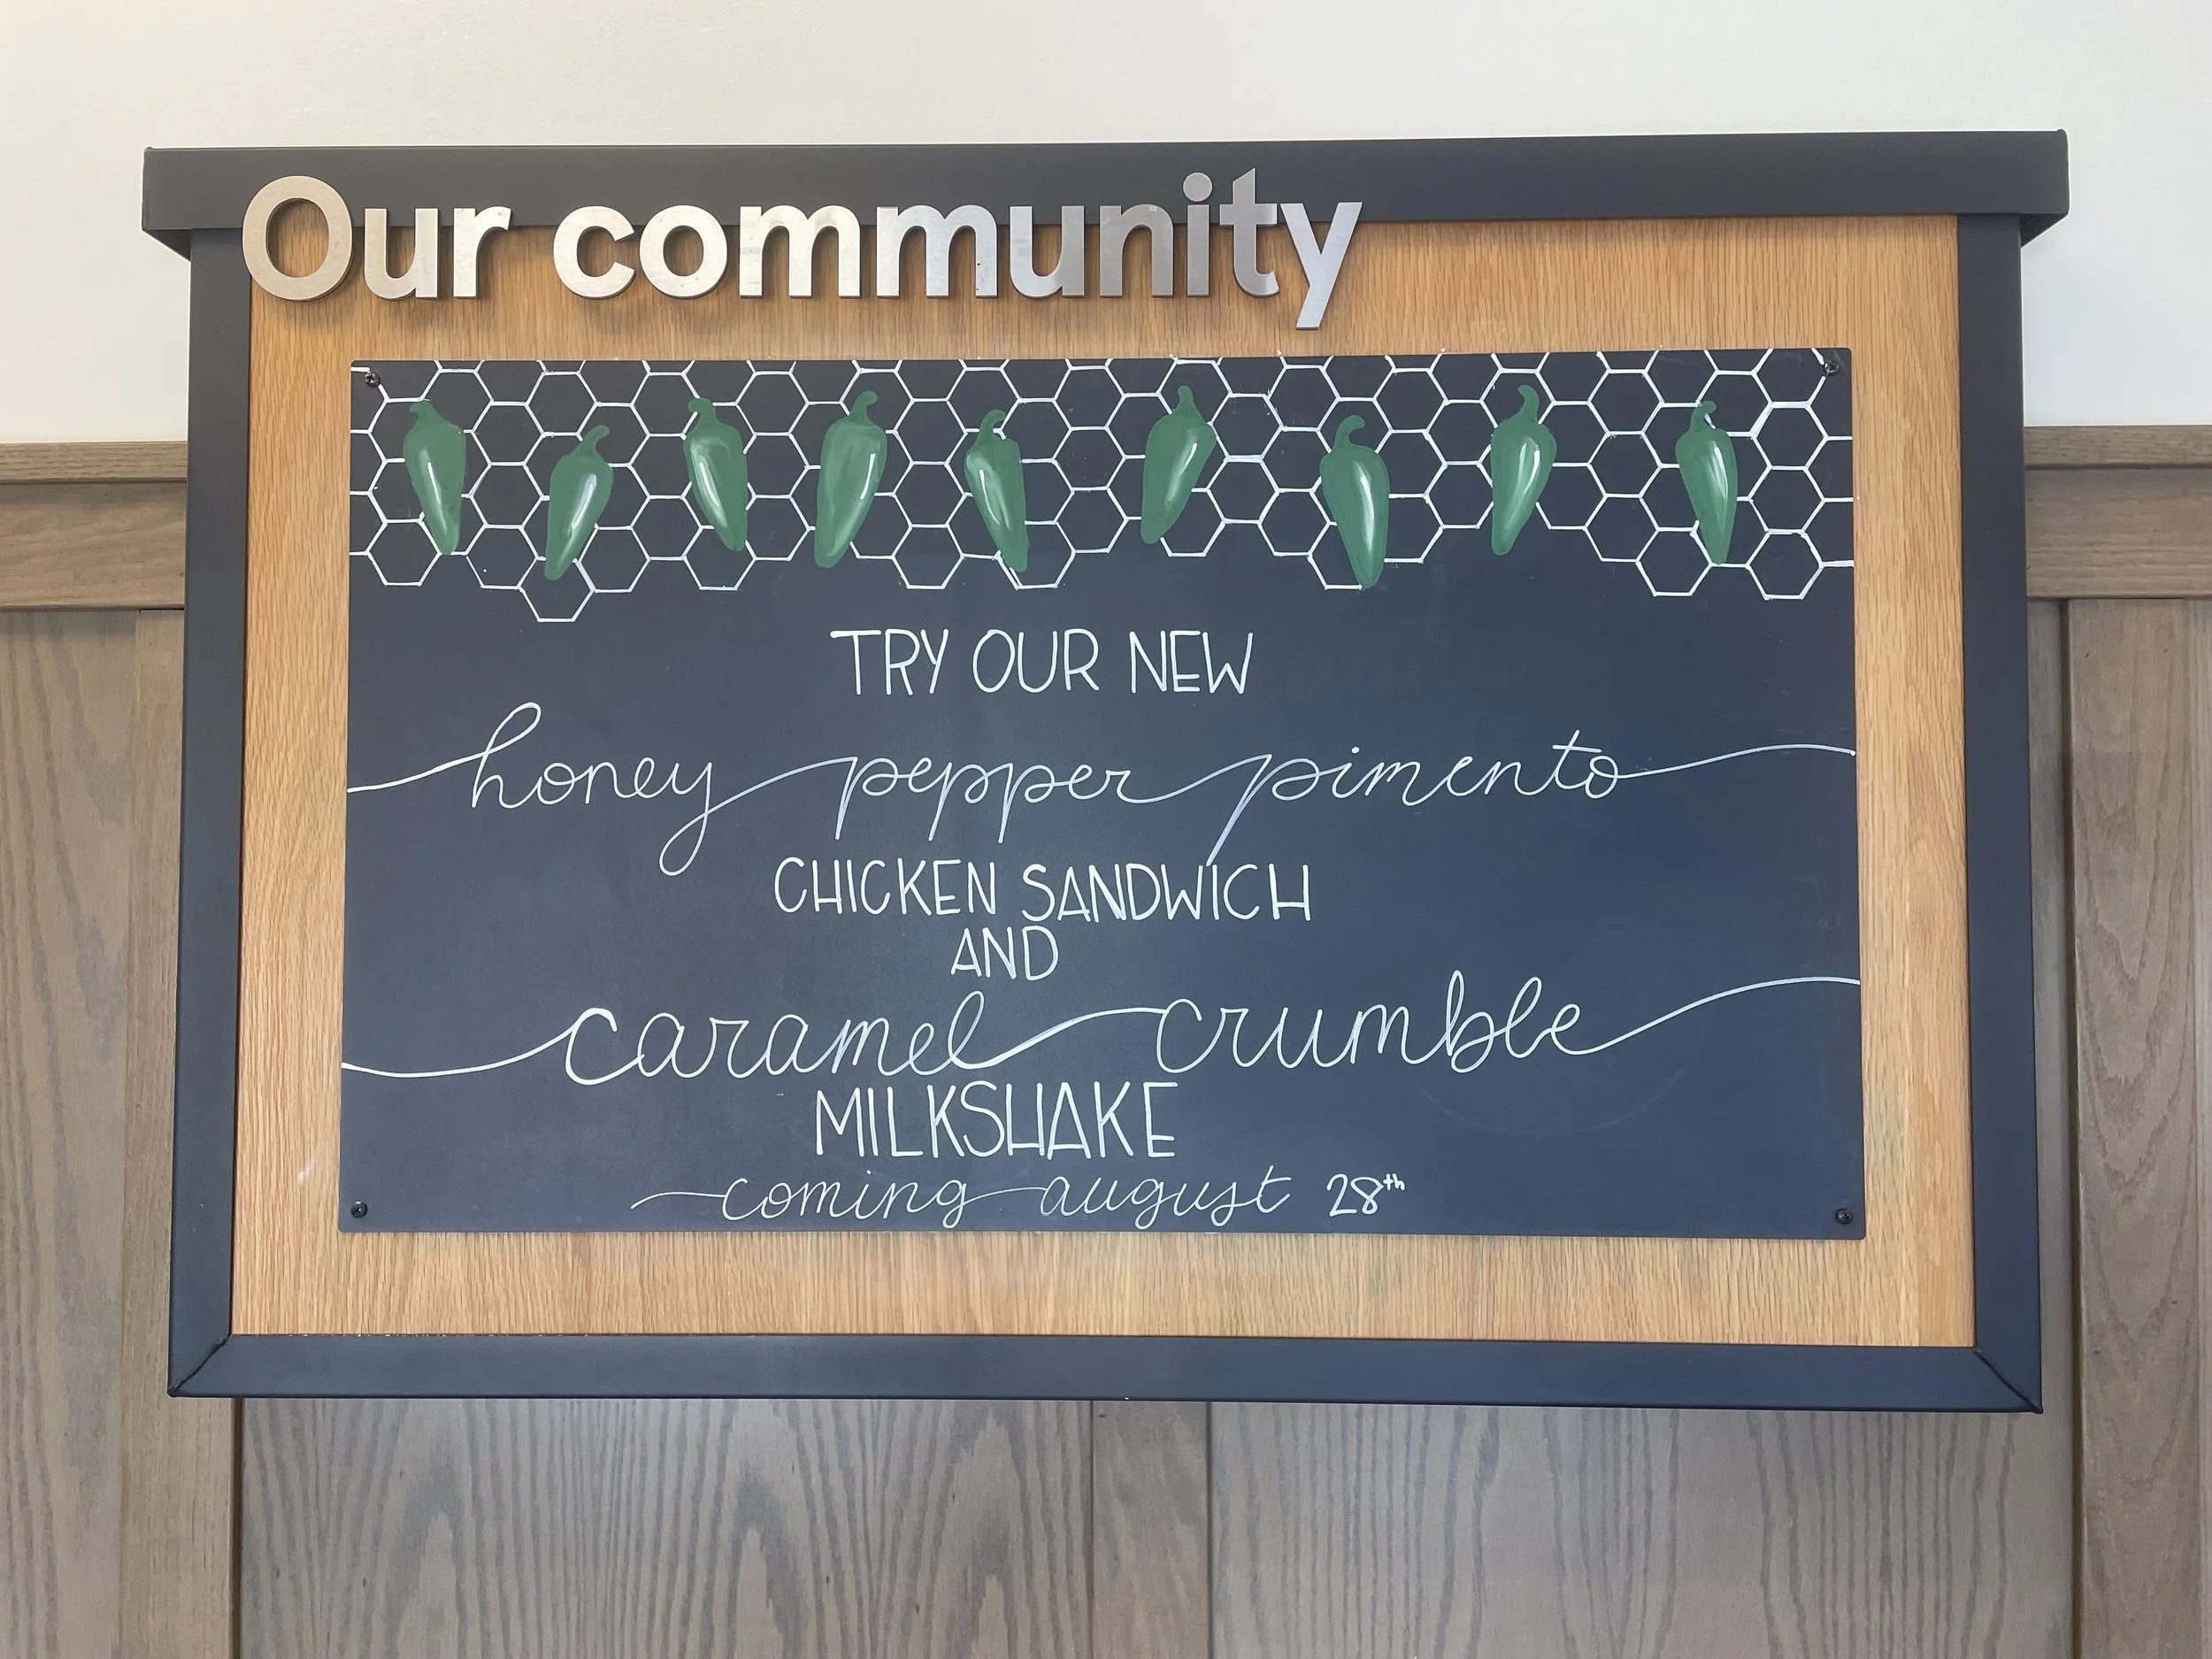 Our community
TRY OUR NEW
honey pepper pimento
CHICKEN SANDWICH
AND
caramel crumble
MILKSHAKE
coming august 28th